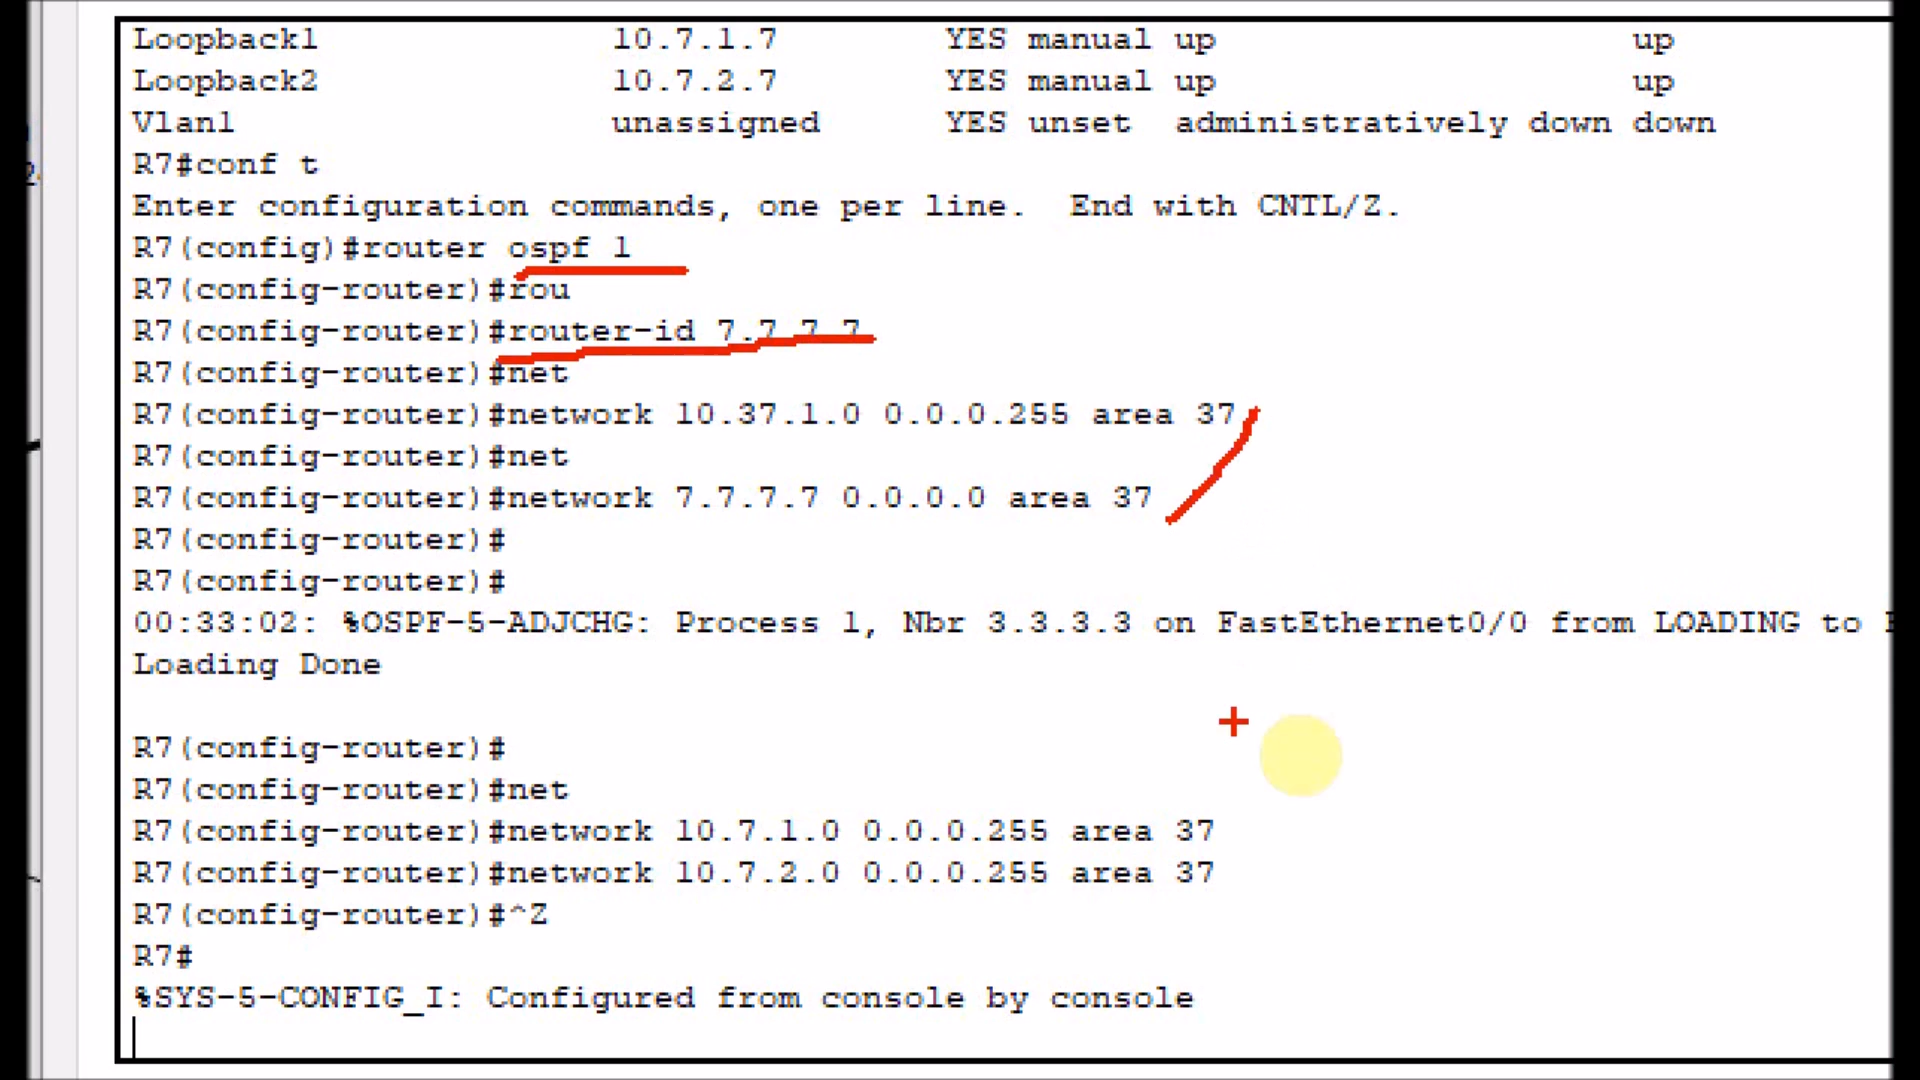 Loopback1 10.7.1.7 YES manual up up
Loopback2 10.7.2.7 YES manual up up
Vlan1 unassigned YES unset administratively down down
R7#conf t
Enter configuration commands, one per line. End with CNTL/Z.
R7(config)#router ospf 1
R7(config-router)#rou
R7(config-router)#router-id 7.7.7.7
R7(config-router)#net
R7(config-router)#network 10.37.1.0 0.0.0.255 area 37
R7(config-router)#net
R7(config-router)#network 7.7.7.7 0.0.0.0 area 37
R7(config-router)#
R7(config-router)#
00:33:02: %OSPF-5-ADJCHG: Process 1, Nbr 3.3.3.3 on FastEthernet0/0 from LOADING to
Loading Done
R7(config-router)#
R7(config-router)#net
R7(config-router)#network 10.7.1.0 0.0.0.255 area 37
R7(config-router)#network 10.7.2.0 0.0.0.255 area 37
R7(config-router)#^Z
R7#
%SYS-5-CONFIG_I: Configured from console by console